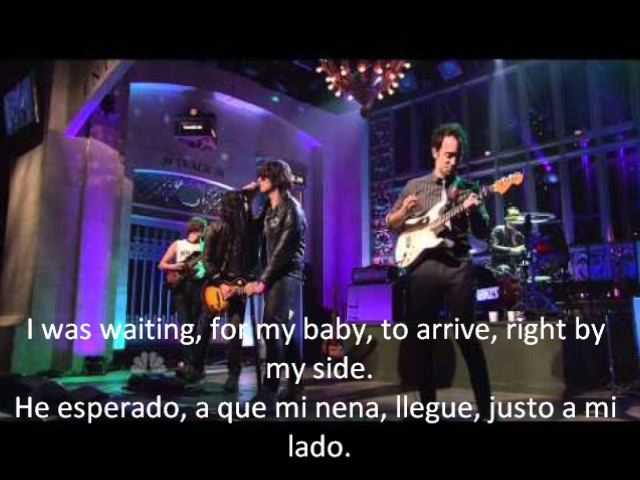 I was waiting, for my baby, to arrive, right by
my side.
He esperado, a que mi nena, llegue, justo a mi
lado.